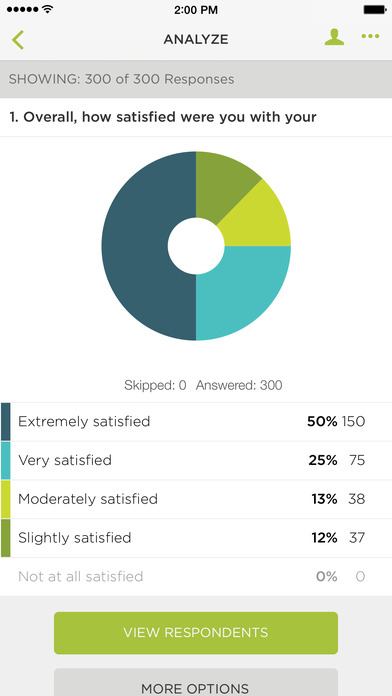 2:00 PM
ANALYZE
SHOWING: 300 of 300 Responses
1. Overall, how satisfied were you with your
Skipped: 0 Answered: 300
Extremely satisfied 50% 150
Very satisfied 25% 75
Moderately satisfied 13% 38
Slightly satisfied 12% 37
Not at all satisfied 0% 0
VIEW RESPONDENTS
MORE OPTIONS